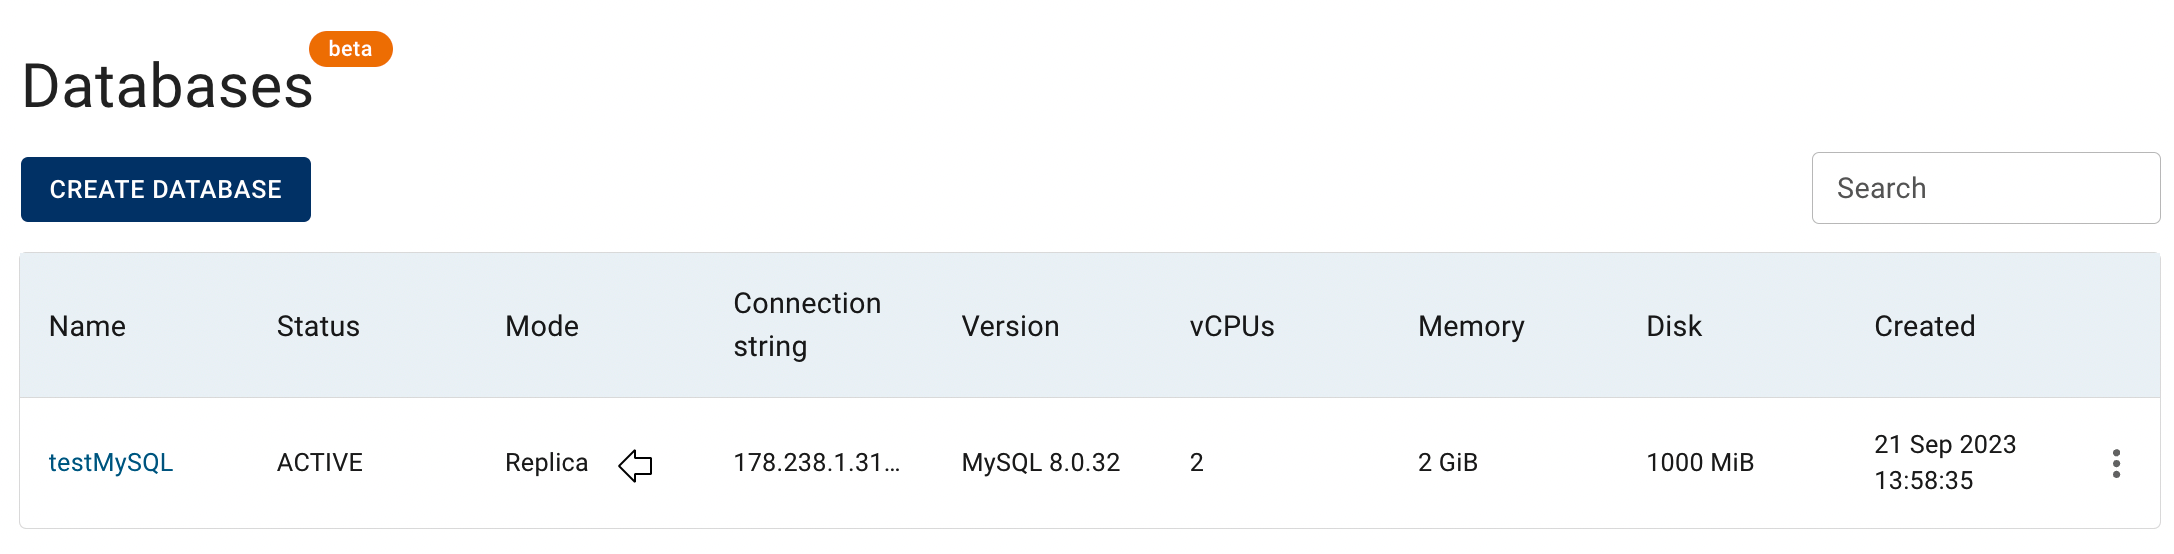 Databases
beta
CREATE DATABASE
Search
Name Status Mode Connection string Version vCPUs Memory Disk Created
testMySQL ACTIVE Replica 178.238.1.31... MySQL 8.0.32 2 2 GiB 1000 MiB 21 Sep 2023 13:58:35